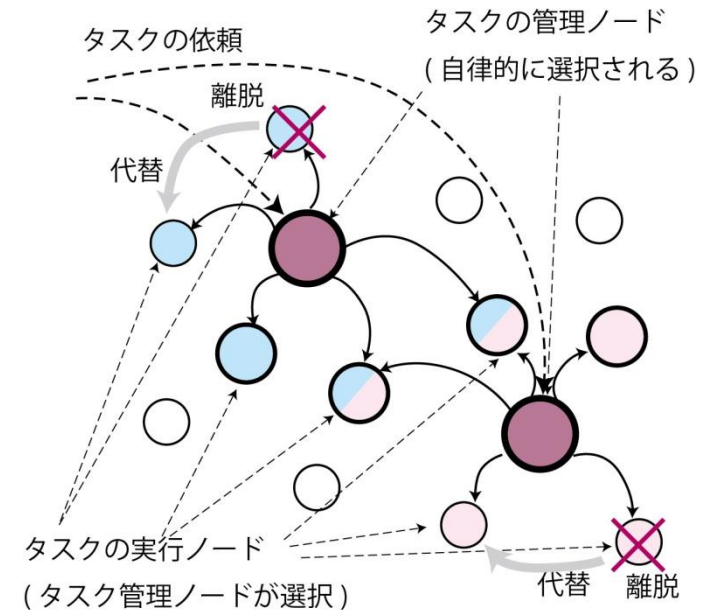 タスクの管理ノード
( 自律的に選択される )
タスクの依頼
離脱
代替
タスクの実行ノード
( タスク管理ノードが選択 )
代替
離脱